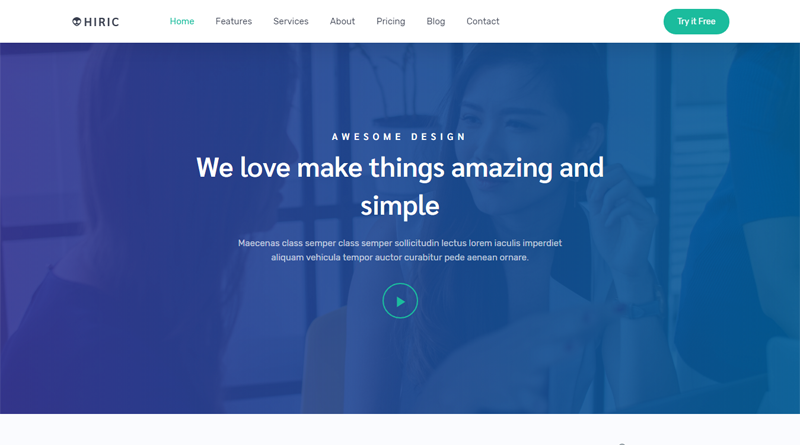 HIRIC
Home Features Services About Pricing Blog Contact
Try it Free
AWESOME DESIGN
We love make things amazing and
simple
Maecenas class semper class semper sollicitudin lectus lorem iaculis imperdiet
aliquam vehicula tempor auctor curabitur pede aenean ornare.